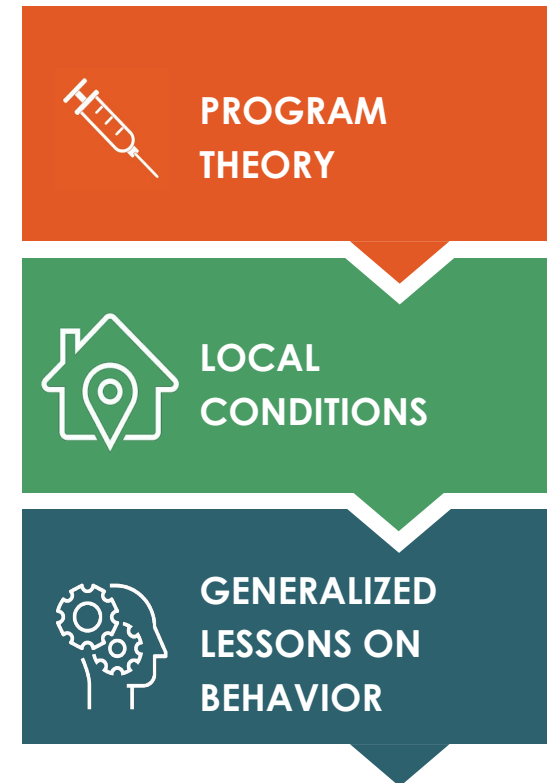 PROGRAM
THEORY
LOCAL
CONDITIONS
GENERALIZED
LESSONS ON
BEHAVIOR